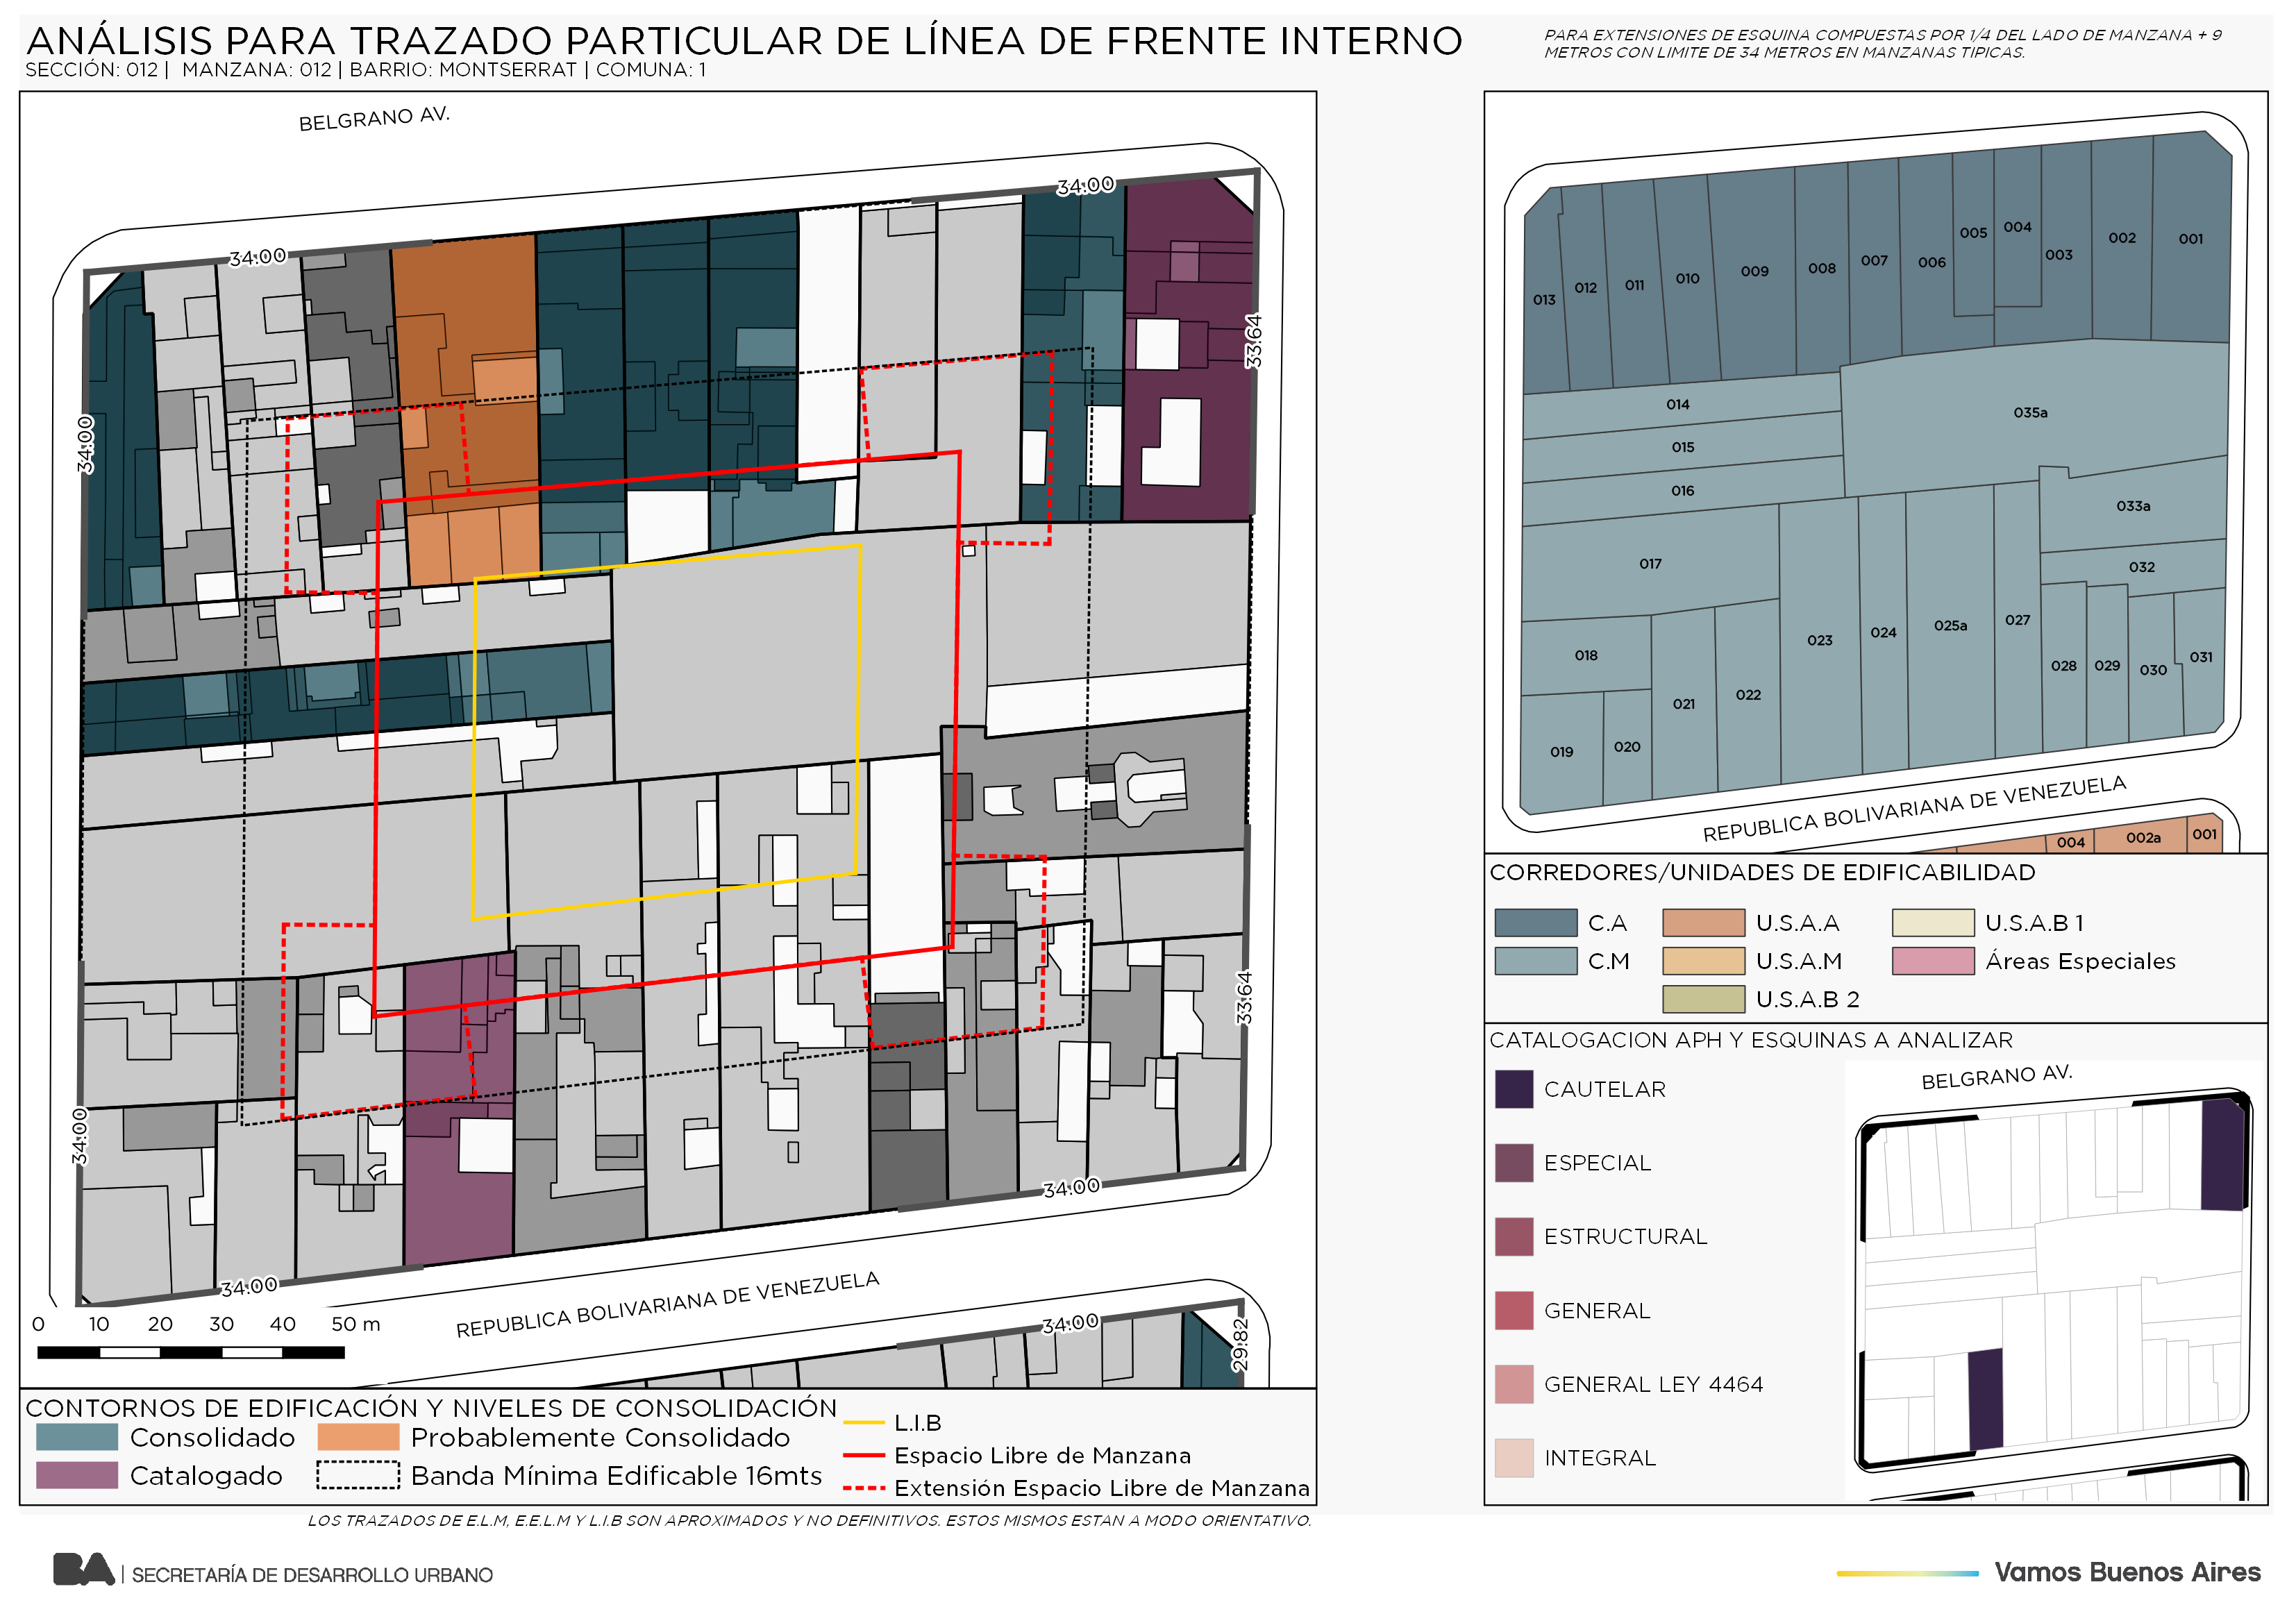 ANÁLISIS PARA TRAZADO PARTICULAR DE LÍNEA DE FRENTE INTERNO
SECCIÓN: 012 | MANZANA: 012 | BARRIO: MONTSERRAT | COMUNA: 1
PARA EXTENSIONES DE ESQUINA COMPUESTAS POR 1/4 DEL LADO DE MANZANA + 9
METROS CON LIMITE DE 34 METROS EN MANZANAS TIPICAS.
BELGRANO AV.
34:00
34:00
34:00
33.64
34:00
33.64
34:00
34:00
REPUBLICA BOLIVARIANA DE VENEZUELA
34:00
29.82
0 10 20 30 40 50 m
CONTORNOS DE EDIFICACIÓN Y NIVELES DE CONSOLIDACIÓN
Consolidado
Probablemente Consolidado
Catalogado
Banda Mínima Edificable 16mts
L.I.B
Espacio Libre de Manzana
Extensión Espacio Libre de Manzana
LOS TRAZADOS DE E.L.M, E.E.L.M Y L.I.B SON APROXIMADOS Y NO DEFINITIVOS. ESTOS MISMOS ESTAN A MODO ORIENTATIVO.
013
012
011
010
009
008
007
006
005
004
003
002
001
014
015
016
035a
033a
032
017
018
019
020
021
022
023
024
025a
027
028
029
030
031
REPUBLICA BOLIVARIANA DE VENEZUELA
004
002a
001
CORREDORES/UNIDADES DE EDIFICABILIDAD
C.A
U.S.A.A
U.S.A.B 1
C.M
U.S.A.M
Áreas Especiales
U.S.A.B 2
CATALOGACION APH Y ESQUINAS A ANALIZAR
CAUTELAR
ESPECIAL
ESTRUCTURAL
GENERAL
GENERAL LEY 4464
INTEGRAL
BELGRANO AV.
BA | SECRETARÍA DE DESARROLLO URBANO
Vamos Buenos Aires